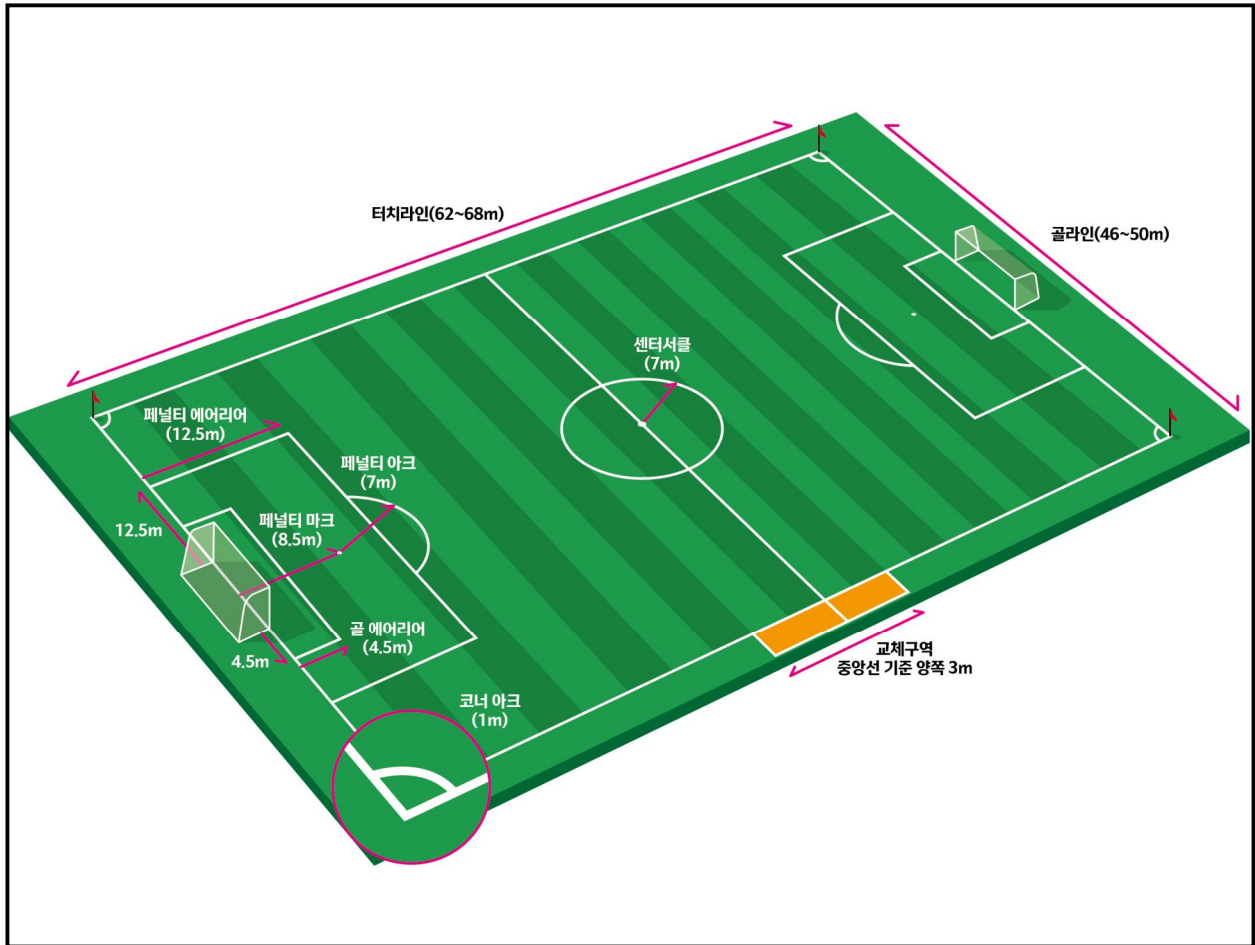 터치라인(62~68m)
골라인(46~50m)
센터서클
(7m)
페널티 에어리어
(12.5m)
페널티 아크
(7m)
12.5m
페널티 마크
(8.5m)
골 에어리어
(4.5m)
4.5m
교체구역
중앙선 기준 양쪽 3m
코너 아크
(1m)